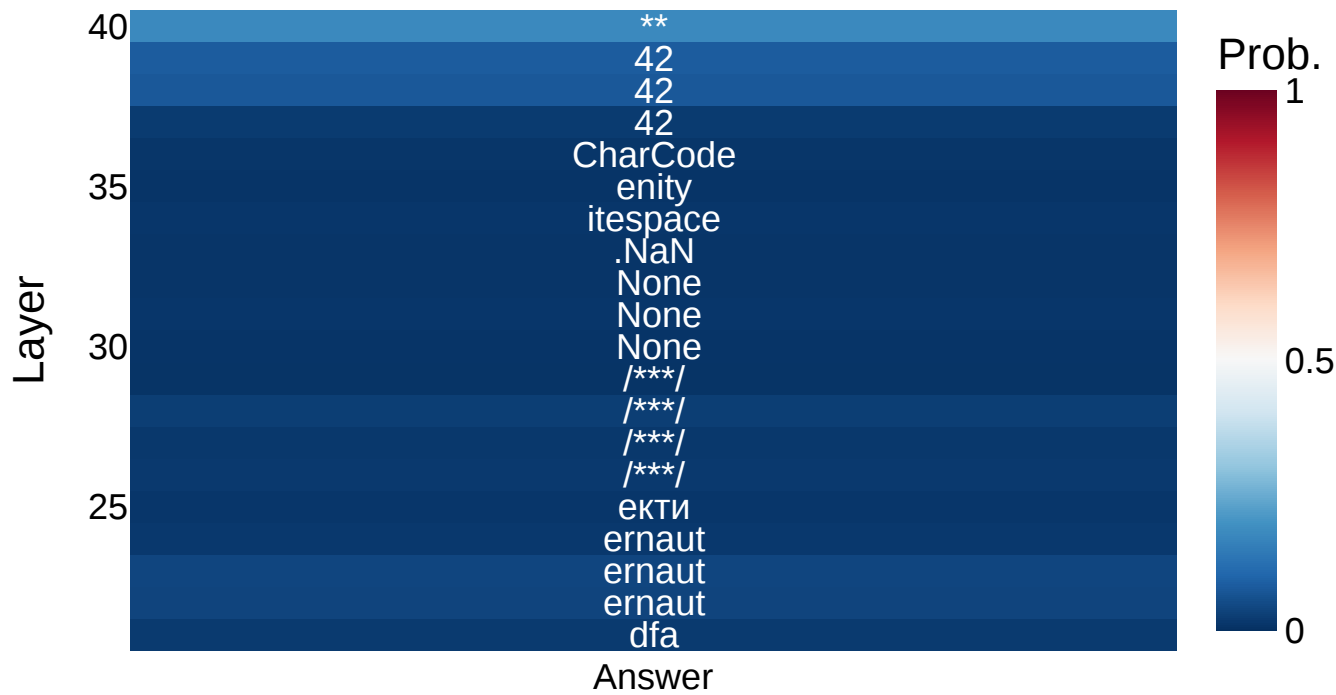 40
**
42
42
42
CharCode
35
enity
itespace
.NaN
None
None
30
None
/***/
/***/
/***/
/***/
25
екти
ernaut
ernaut
ernaut
dfa
Answer
Layer
Prob.
1
0.5
0